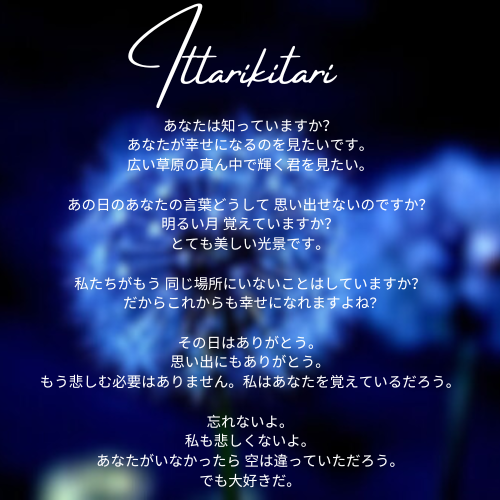 Ittarikitari
あなたは知っていますか?
あなたが幸せになるのを見たいです。
広い草原の真ん中で輝く君を見たい。
あの日のあなたの言葉どうして 思い出せないのですか?
明るい月 覚えていますか?
とても美しい光景です。
私たちがもう 同じ場所にいないことはしていますか?
だからこれからも幸せになれますよね?
その日はありがとう。
思い出にもありがとう。
もう悲しむ必要はありません。私はあなたを覚えているだろう。
忘れないよ。
私も悲しくないよ。
あなたがいなかったら 空は違っていただろう。
でも大好きだ。